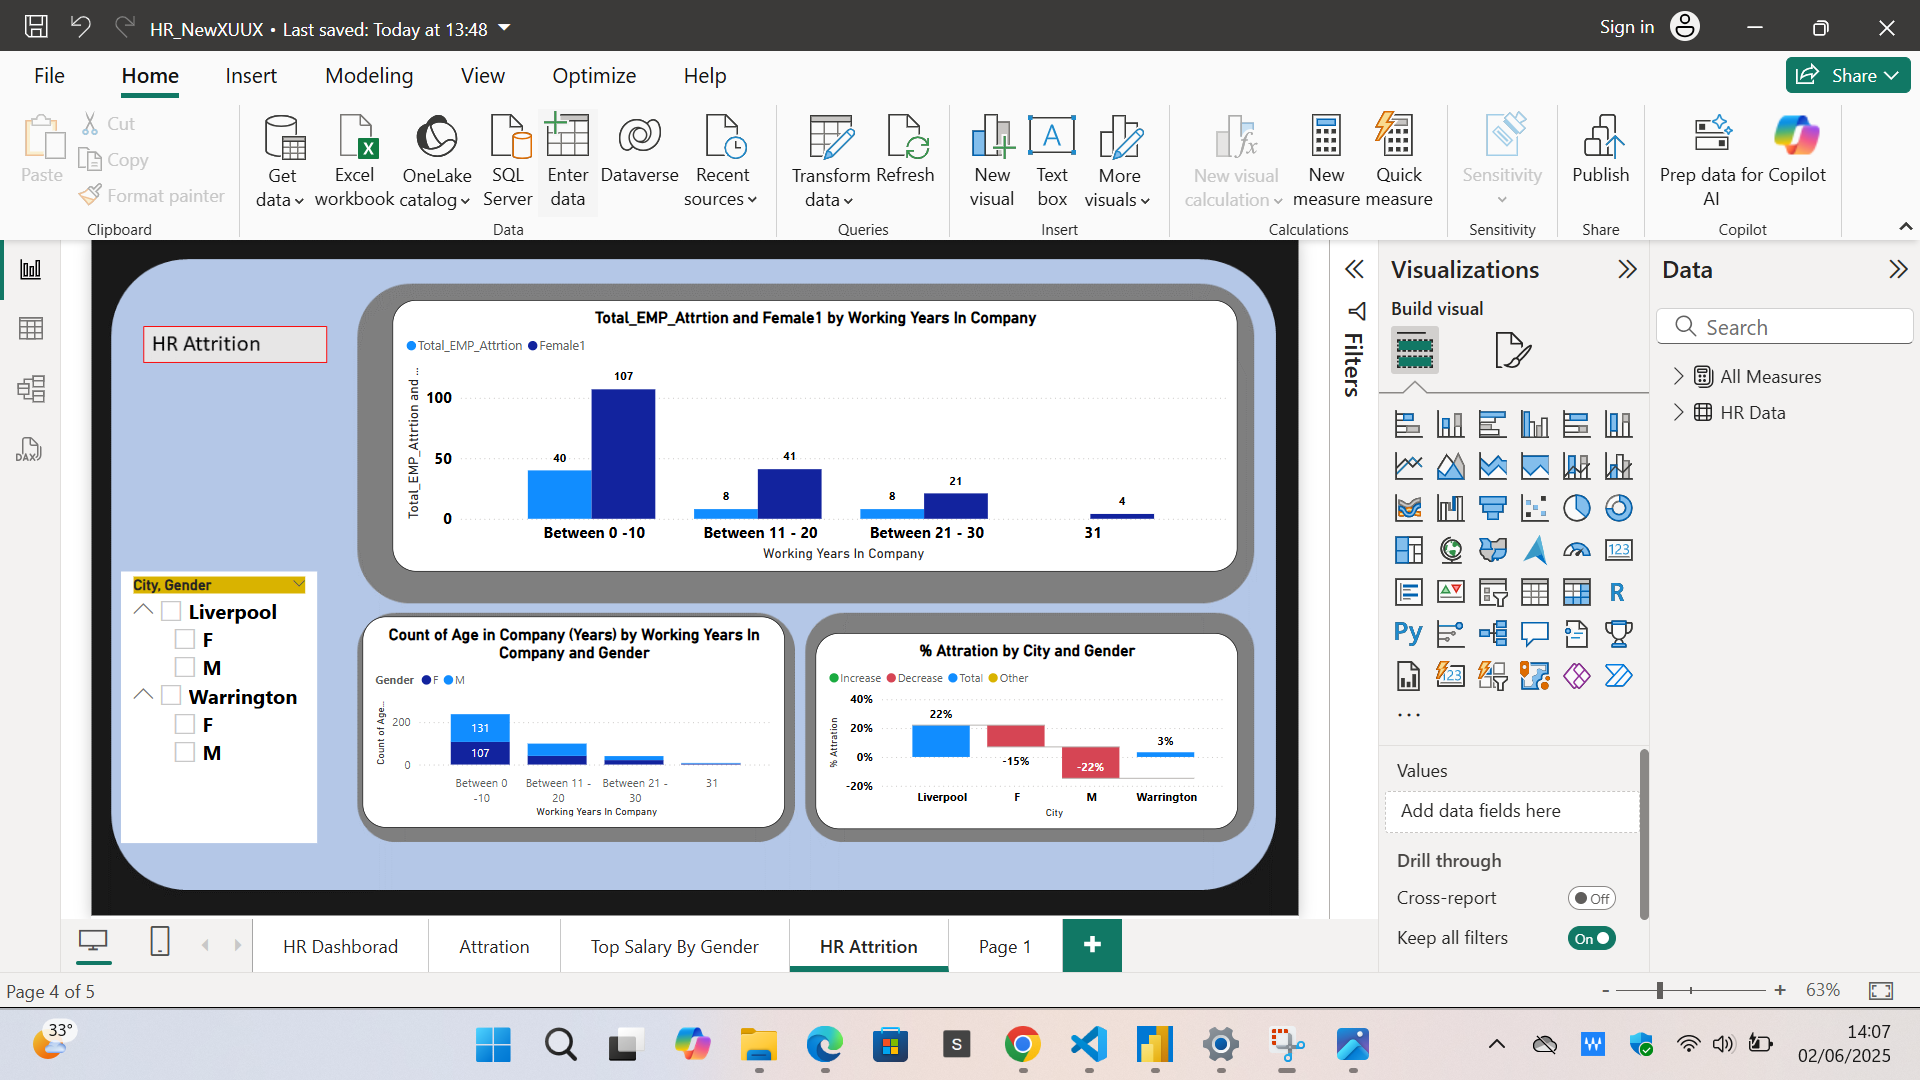 HR_NewXUUX • Last saved: Today at 13:48
Sign in
File Home Insert Modeling View Optimize Help
Share
Paste
Cut
Copy
Format painter
Clipboard
Get data
Excel workbook
OneLake catalog
SQL Server
Enter data
Dataverse
Recent sources
Data
Transform data
Refresh
Queries
New visual
Text box
More visuals
Insert
New visual calculation
New measure
Quick measure
Calculations
Sensitivity
Sensitivity
Publish
Share
Prep data for AI
Copilot
Copilot
HR Attrition
City, Gender
Liverpool
F
M
Warrington
F
M
Total_EMP_Attrtion and Female1 by Working Years In Company
Total_EMP_Attrtion Female1
Total_EMP_Attrtion and ...
100
50
0
40
107
8
41
8
21
4
Between 0 -10
Between 11 - 20
Between 21 - 30
31
Working Years In Company
Count of Age in Company (Years) by Working Years In
Company and Gender
Gender F M
Count of Age...
200
0
131
107
Between 0
-10
Between 11 -
20
Between 21 -
30
31
Working Years In Company
% Attration by City and Gender
Increase Decrease Total Other
% Attration
40%
20%
0%
-20%
22%
-15%
-22%
3%
Liverpool
F
M
Warrington
City
Filters
Visualizations
Build visual
123
R
Py
123
...
Values
Add data fields here
Drill through
Cross-report
Off
Keep all filters
On
Data
Search
All Measures
HR Data
DAX
HR Dashborad
Attration
Top Salary By Gender
HR Attrition
Page 1
+
Page 4 of 5
- + 63%
33°
S
W
14:07
02/06/2025